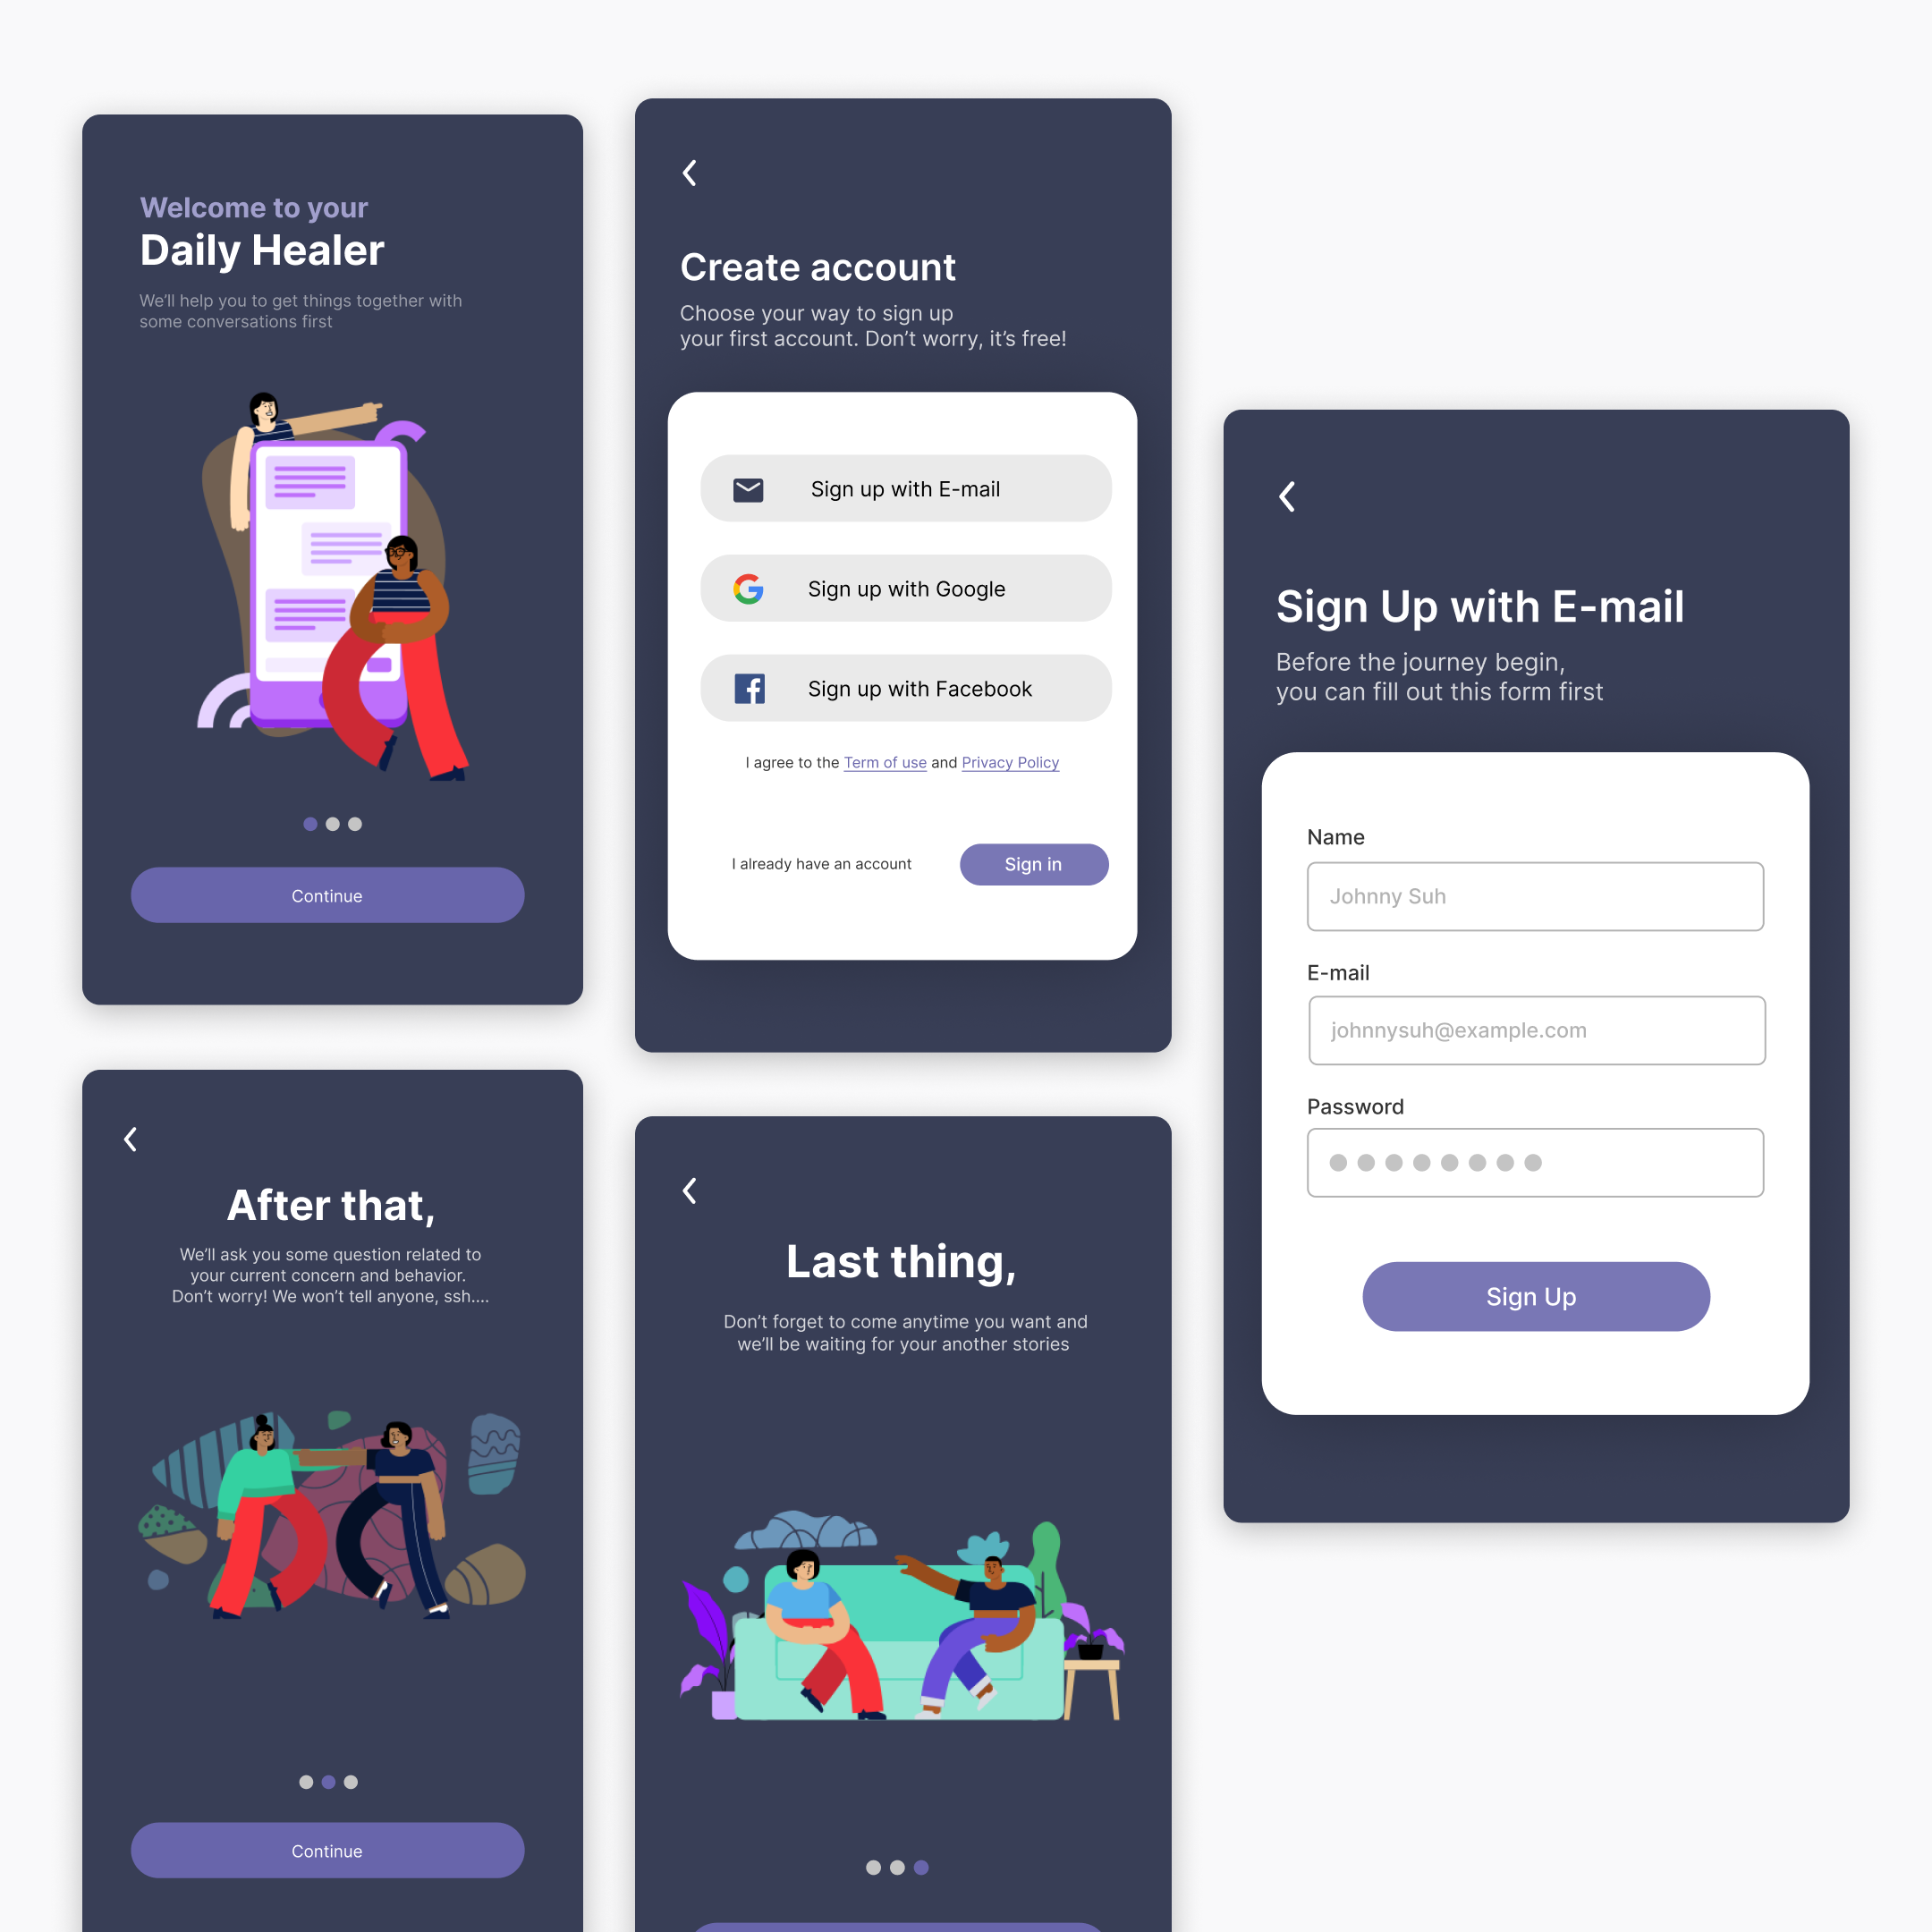 Welcome to your
Daily Healer
We’ll help you to get things together with
some conversations first
Continue
Create account
Choose your way to sign up
your first account. Don’t worry, it’s free!
Sign up with E-mail
Sign up with Google
Sign up with Facebook
I agree to the Term of use and Privacy Policy
I already have an account
Sign in
Sign Up with E-mail
Before the journey begin,
you can fill out this form first
Name
Johnny Suh
E-mail
johnnysuh@example.com
Password
Sign Up
After that,
We’ll ask you some question related to
your current concern and behavior.
Don’t worry! We won’t tell anyone, ssh....
Continue
Last thing,
Don’t forget to come anytime you want and
we’ll be waiting for your another stories